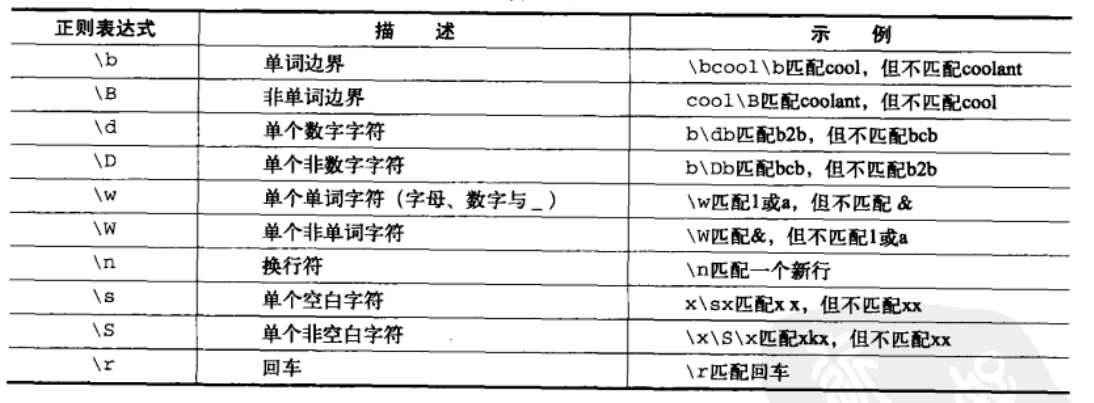 正则表达式 描 述 示 例
\b 单词边界 \bcool\b匹配cool，但不匹配coolant
\B 非单词边界 cool\B匹配coolant，但不匹配cool
\d 单个数字字符 b\db匹配b2b，但不匹配bcb
\D 单个非数字字符 b\Db匹配bcb，但不匹配b2b
\w 单个单词字符（字母、数字与_） \w匹配1或a，但不匹配&
\W 单个非单词字符 \W匹配&，但不匹配1或a
\n 换行符 \n匹配一个新行
\s 单个空白字符 x\sx匹配x x，但不匹配xx
\S 单个非空白字符 \x\S\x匹配xkx，但不匹配xx
\r 回车 \r匹配回车